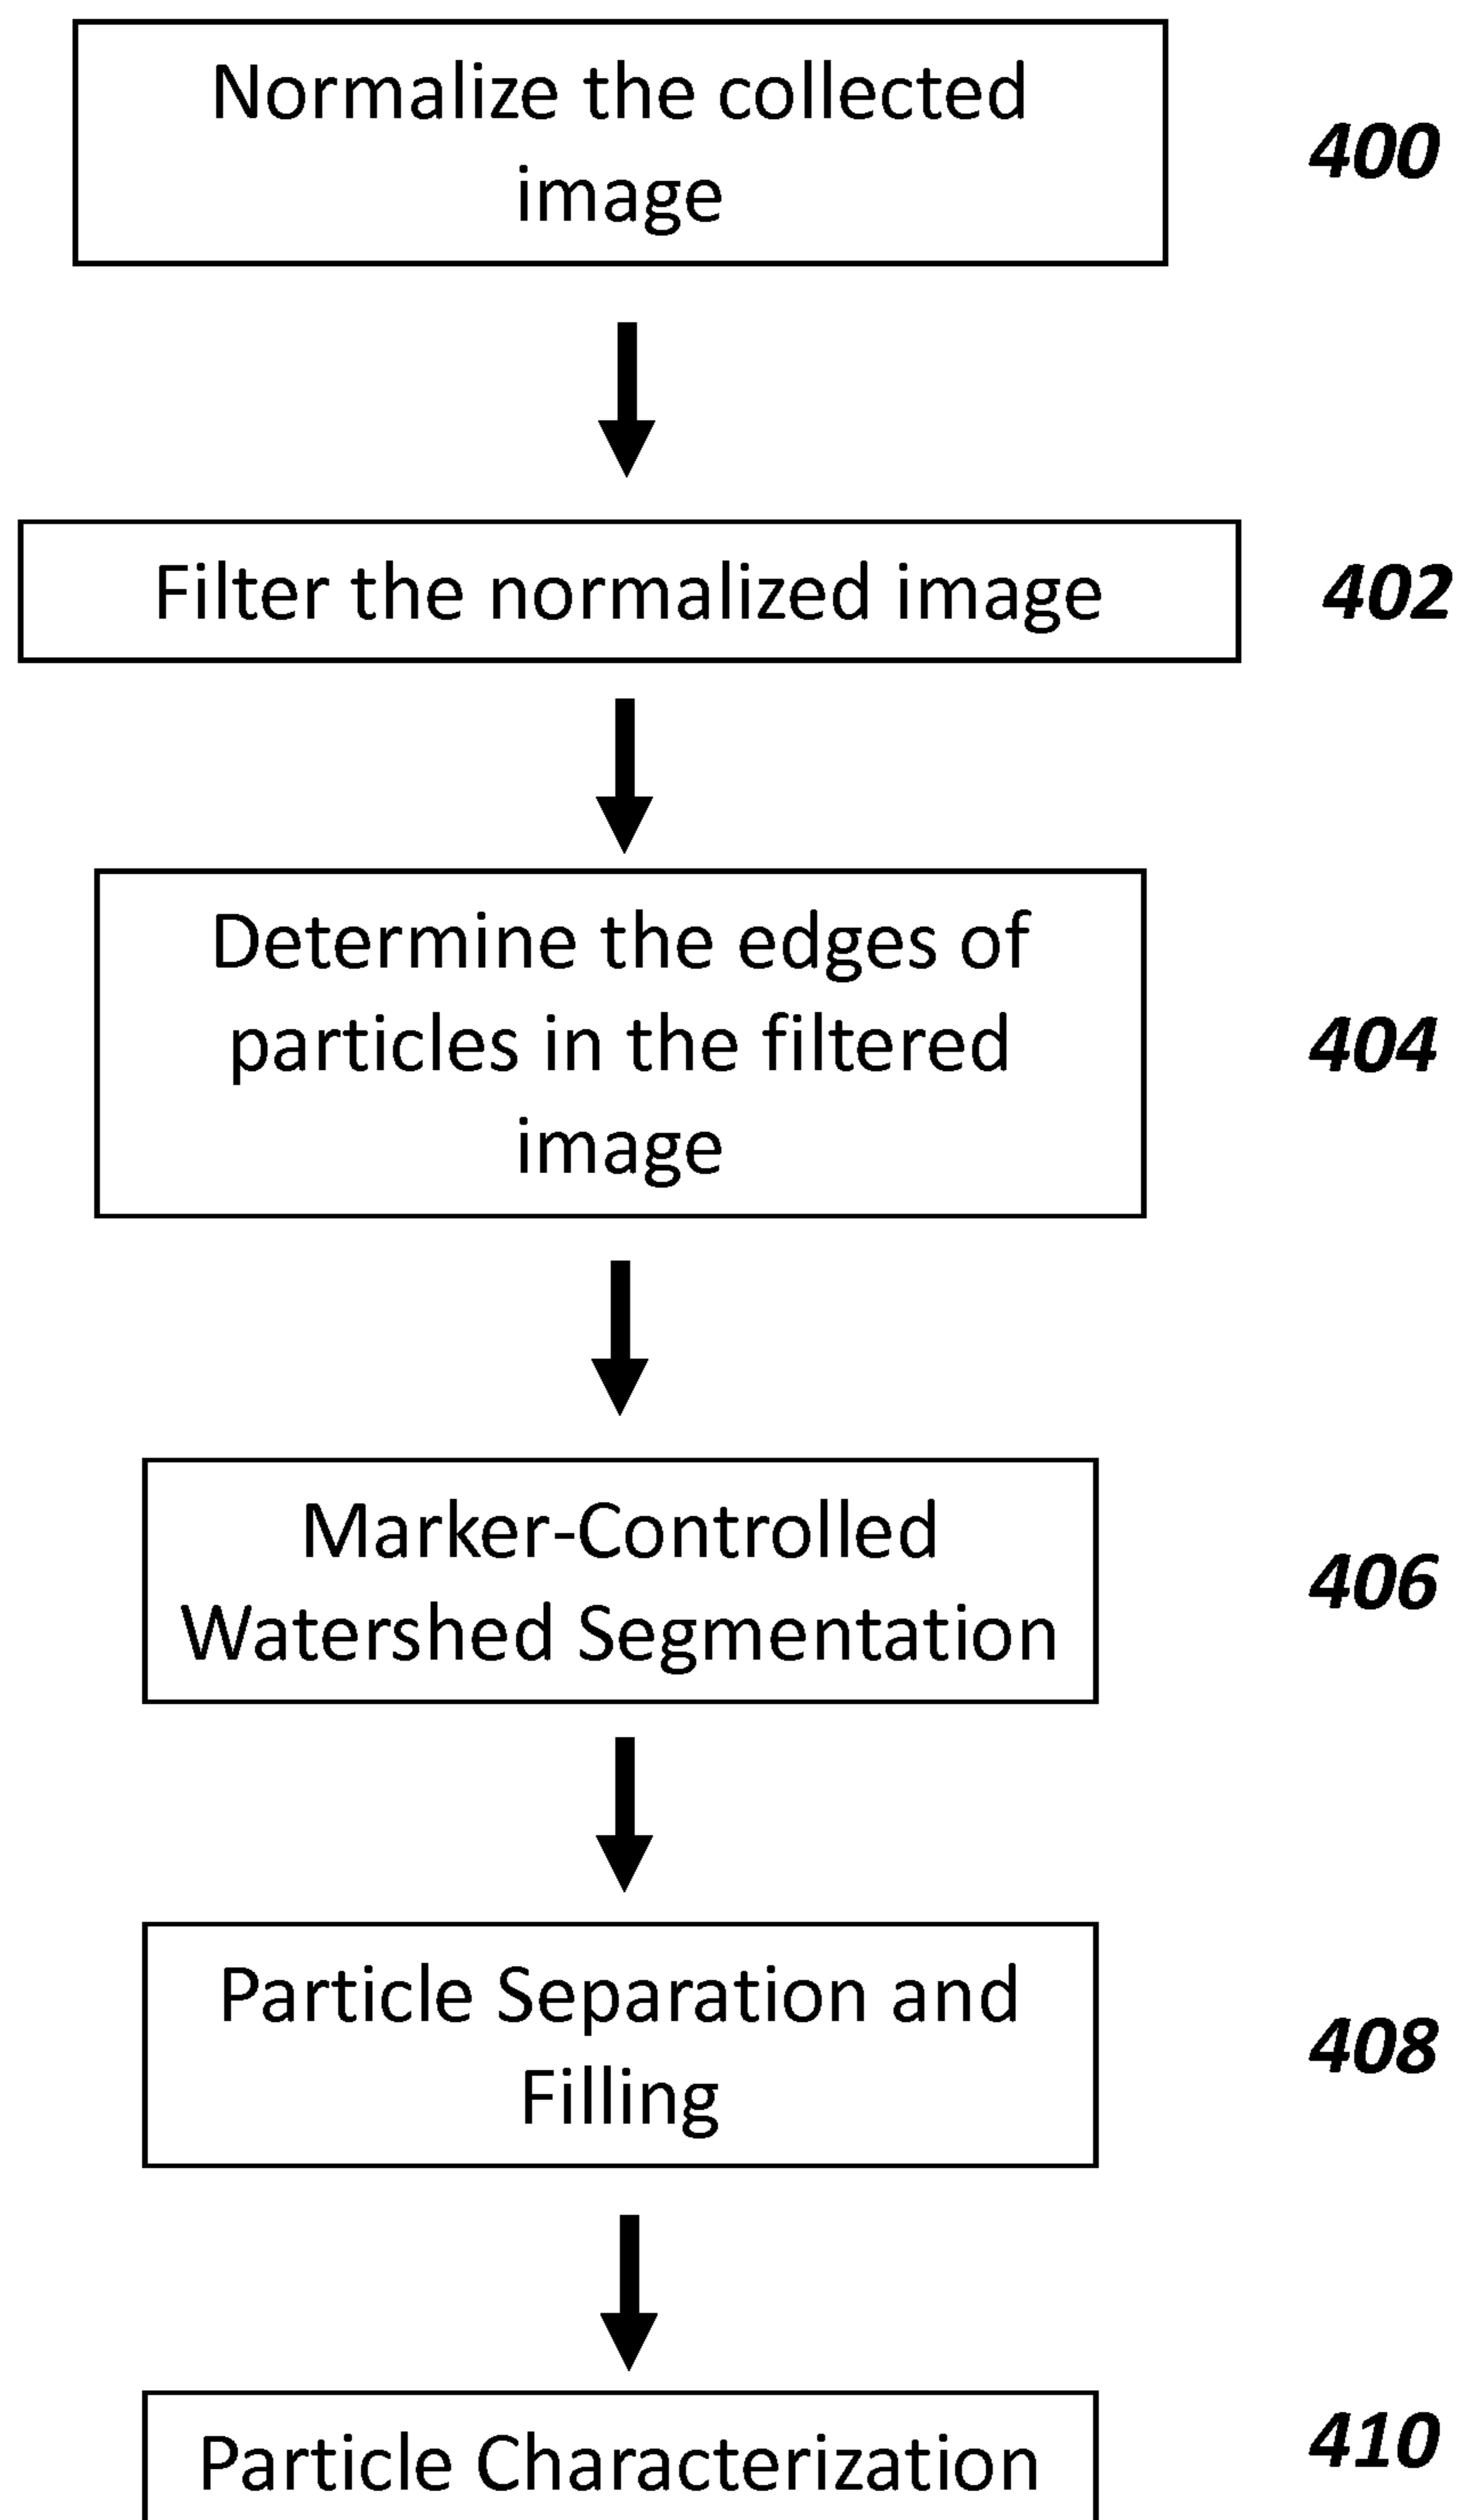 Normalize the collected
image
400
Filter the normalized image
402
Determine the edges of
particles in the filtered
image
404
Marker-Controlled
Watershed Segmentation
406
Particle Separation and
Filling
408
Particle Characterization
410